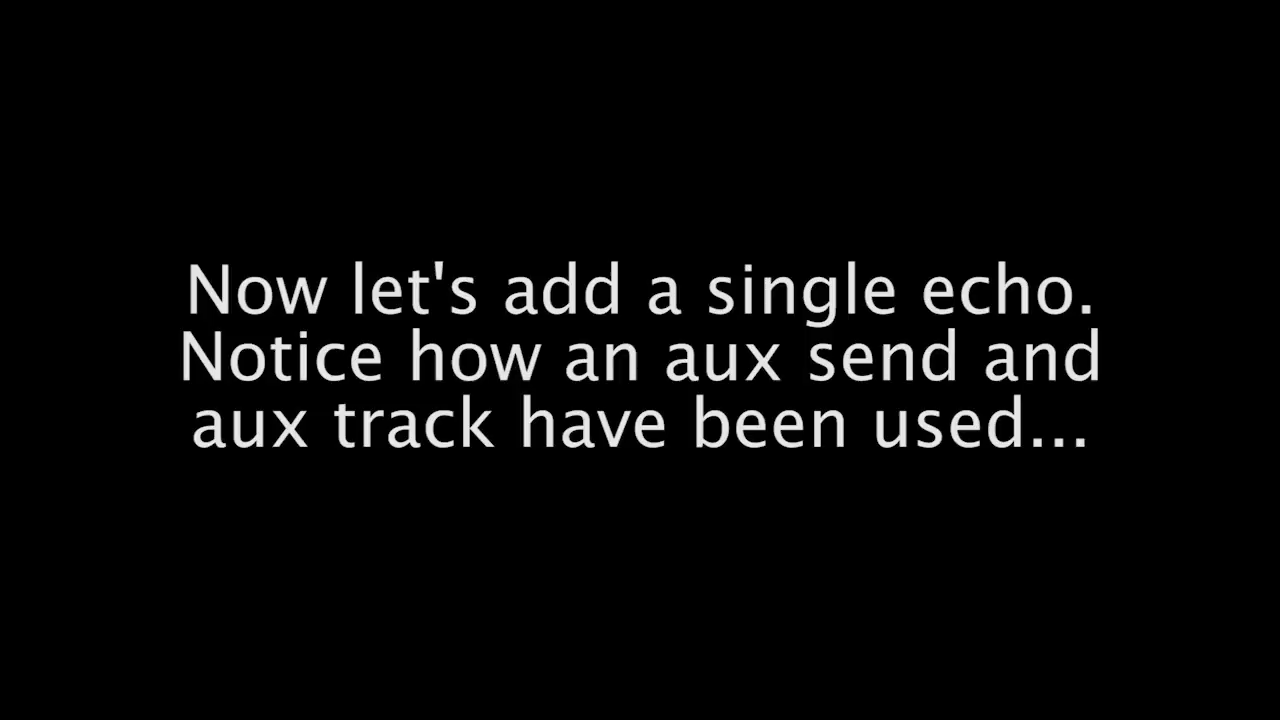 Now let's add a single echo.
Notice how an aux send and
aux track have been used...